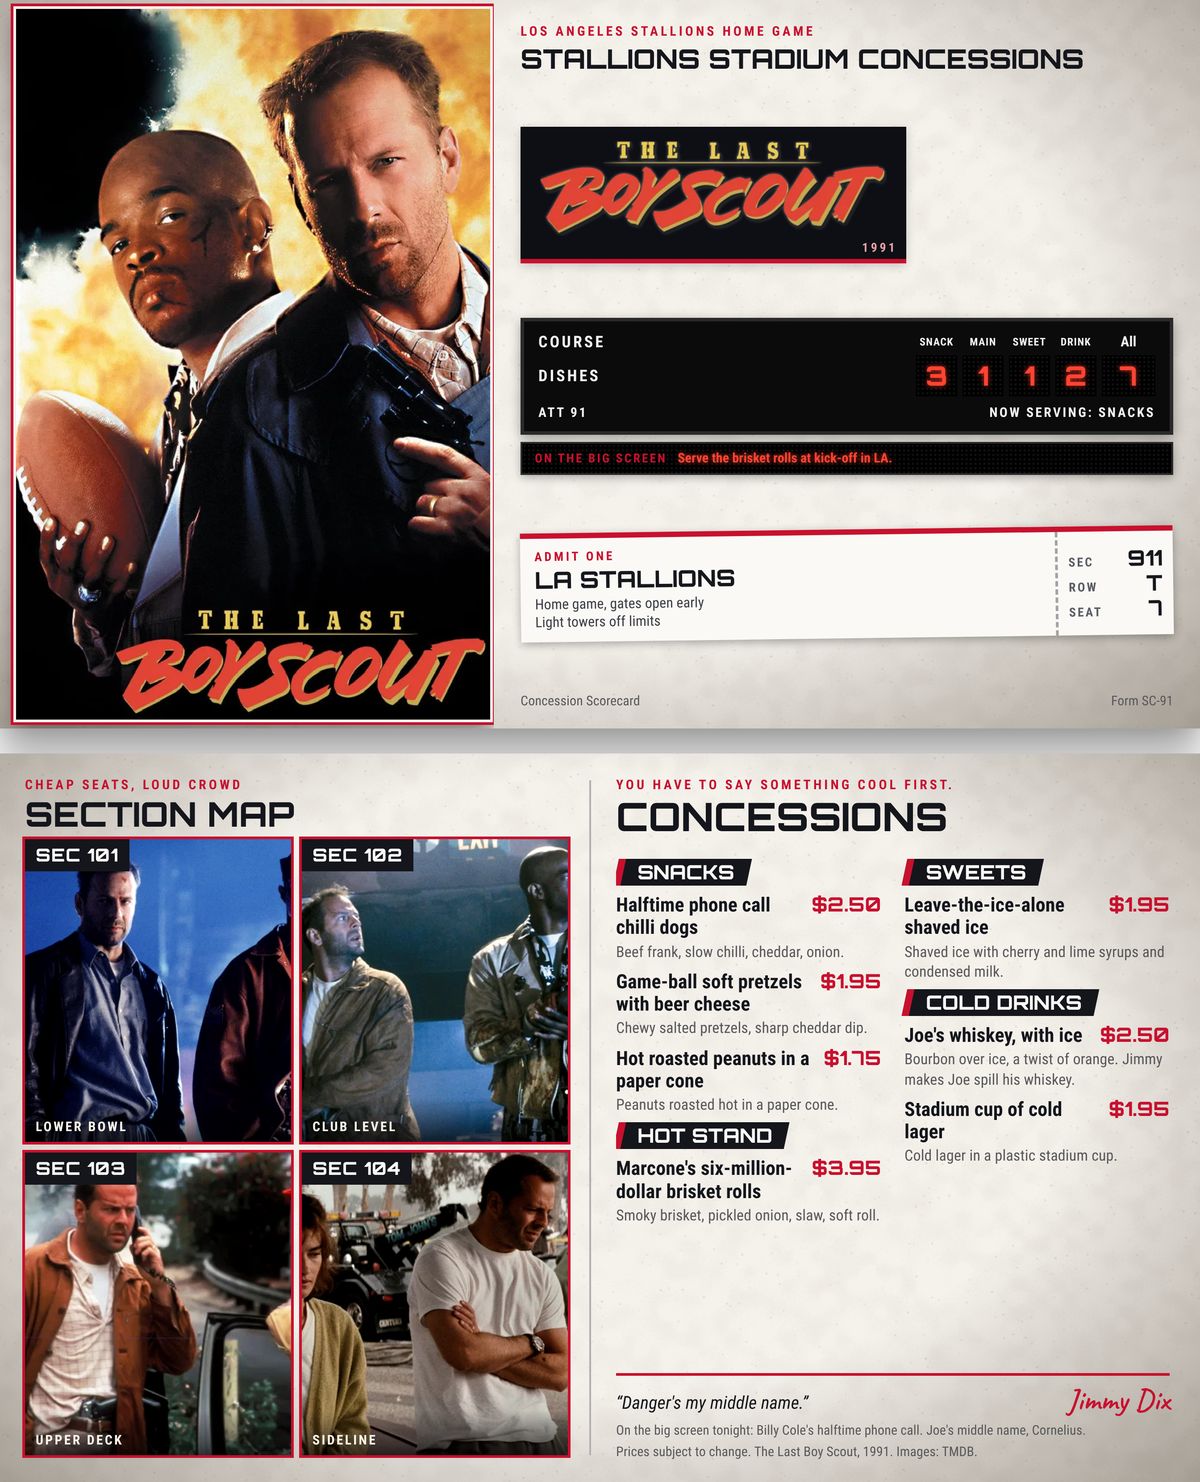 THE LAST
BOY SCOUT
LOS ANGELES STALLIONS HOME GAME
STALLIONS STADIUM CONCESSIONS
THE LAST
BOY SCOUT
1991
COURSE SNACK MAIN SWEET DRINK All
DISHES 3 1 1 2 7
ATT 91 NOW SERVING: SNACKS
ON THE BIG SCREEN Serve the brisket rolls at kick-off in LA.
ADMIT ONE
LA STALLIONS
Home game, gates open early
Light towers off limits
SEC 911
ROW T
SEAT 7
Concession Scorecard
Form SC-91
CHEAP SEATS, LOUD CROWD
SECTION MAP
SEC 101
LOWER BOWL
SEC 102
EXIT
CLUB LEVEL
SEC 103
UPPER DECK
SEC 104
TOM JOHN'S
SIDELINE
YOU HAVE TO SAY SOMETHING COOL FIRST.
CONCESSIONS
SNACKS
Halftime phone call $2.50
chilli dogs
Beef frank, slow chilli, cheddar, onion.
Game-ball soft pretzels $1.95
with beer cheese
Chewy salted pretzels, sharp cheddar dip.
Hot roasted peanuts in a $1.75
paper cone
Peanuts roasted hot in a paper cone.
HOT STAND
Marcone's six-million- $3.95
dollar brisket rolls
Smoky brisket, pickled onion, slaw, soft roll.
SWEETS
Leave-the-ice-alone $1.95
shaved ice
Shaved ice with cherry and lime syrups and
condensed milk.
COLD DRINKS
Joe's whiskey, with ice $2.50
Bourbon over ice, a twist of orange. Jimmy
makes Joe spill his whiskey.
Stadium cup of cold $1.95
lager
Cold lager in a plastic stadium cup.
“Danger's my middle name.”
Jimmy Dix
On the big screen tonight: Billy Cole's halftime phone call. Joe's middle name, Cornelius.
Prices subject to change. The Last Boy Scout, 1991. Images: TMDB.